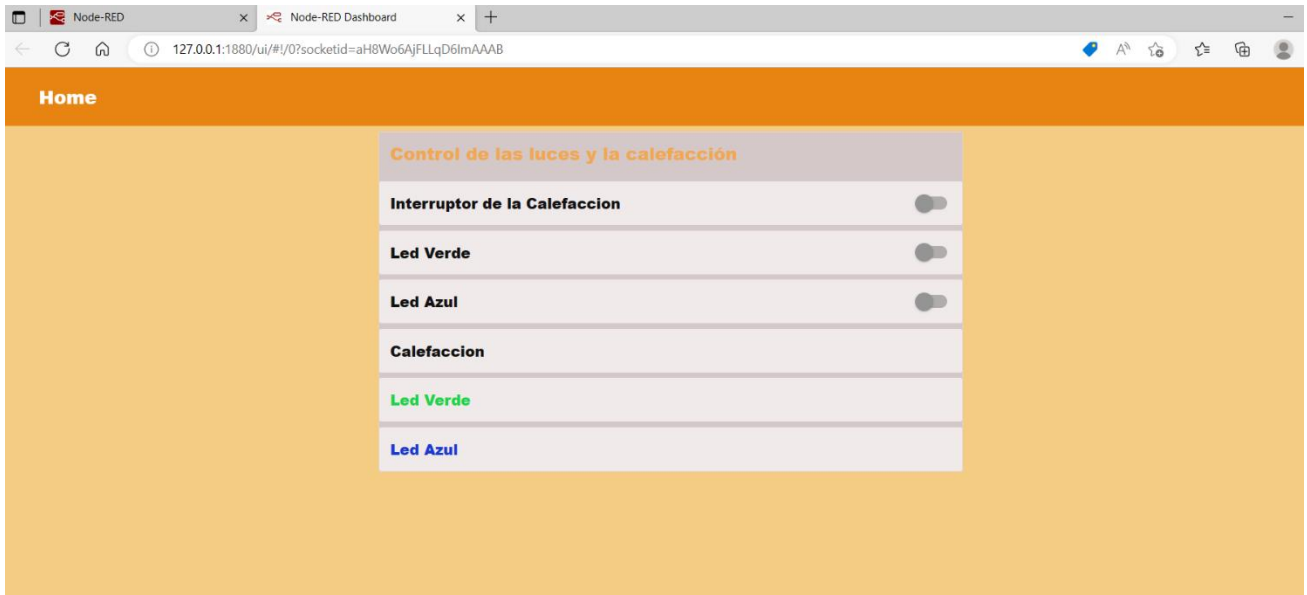 Node-RED
Node-RED Dashboard
127.0.0.1:1880/ui/#!/0?socketid=aH8Wo6AjFLLqD6ImAAAB
Home
Control de las luces y la calefacción
Interruptor de la Calefaccion
Led Verde
Led Azul
Calefaccion
Led Verde
Led Azul